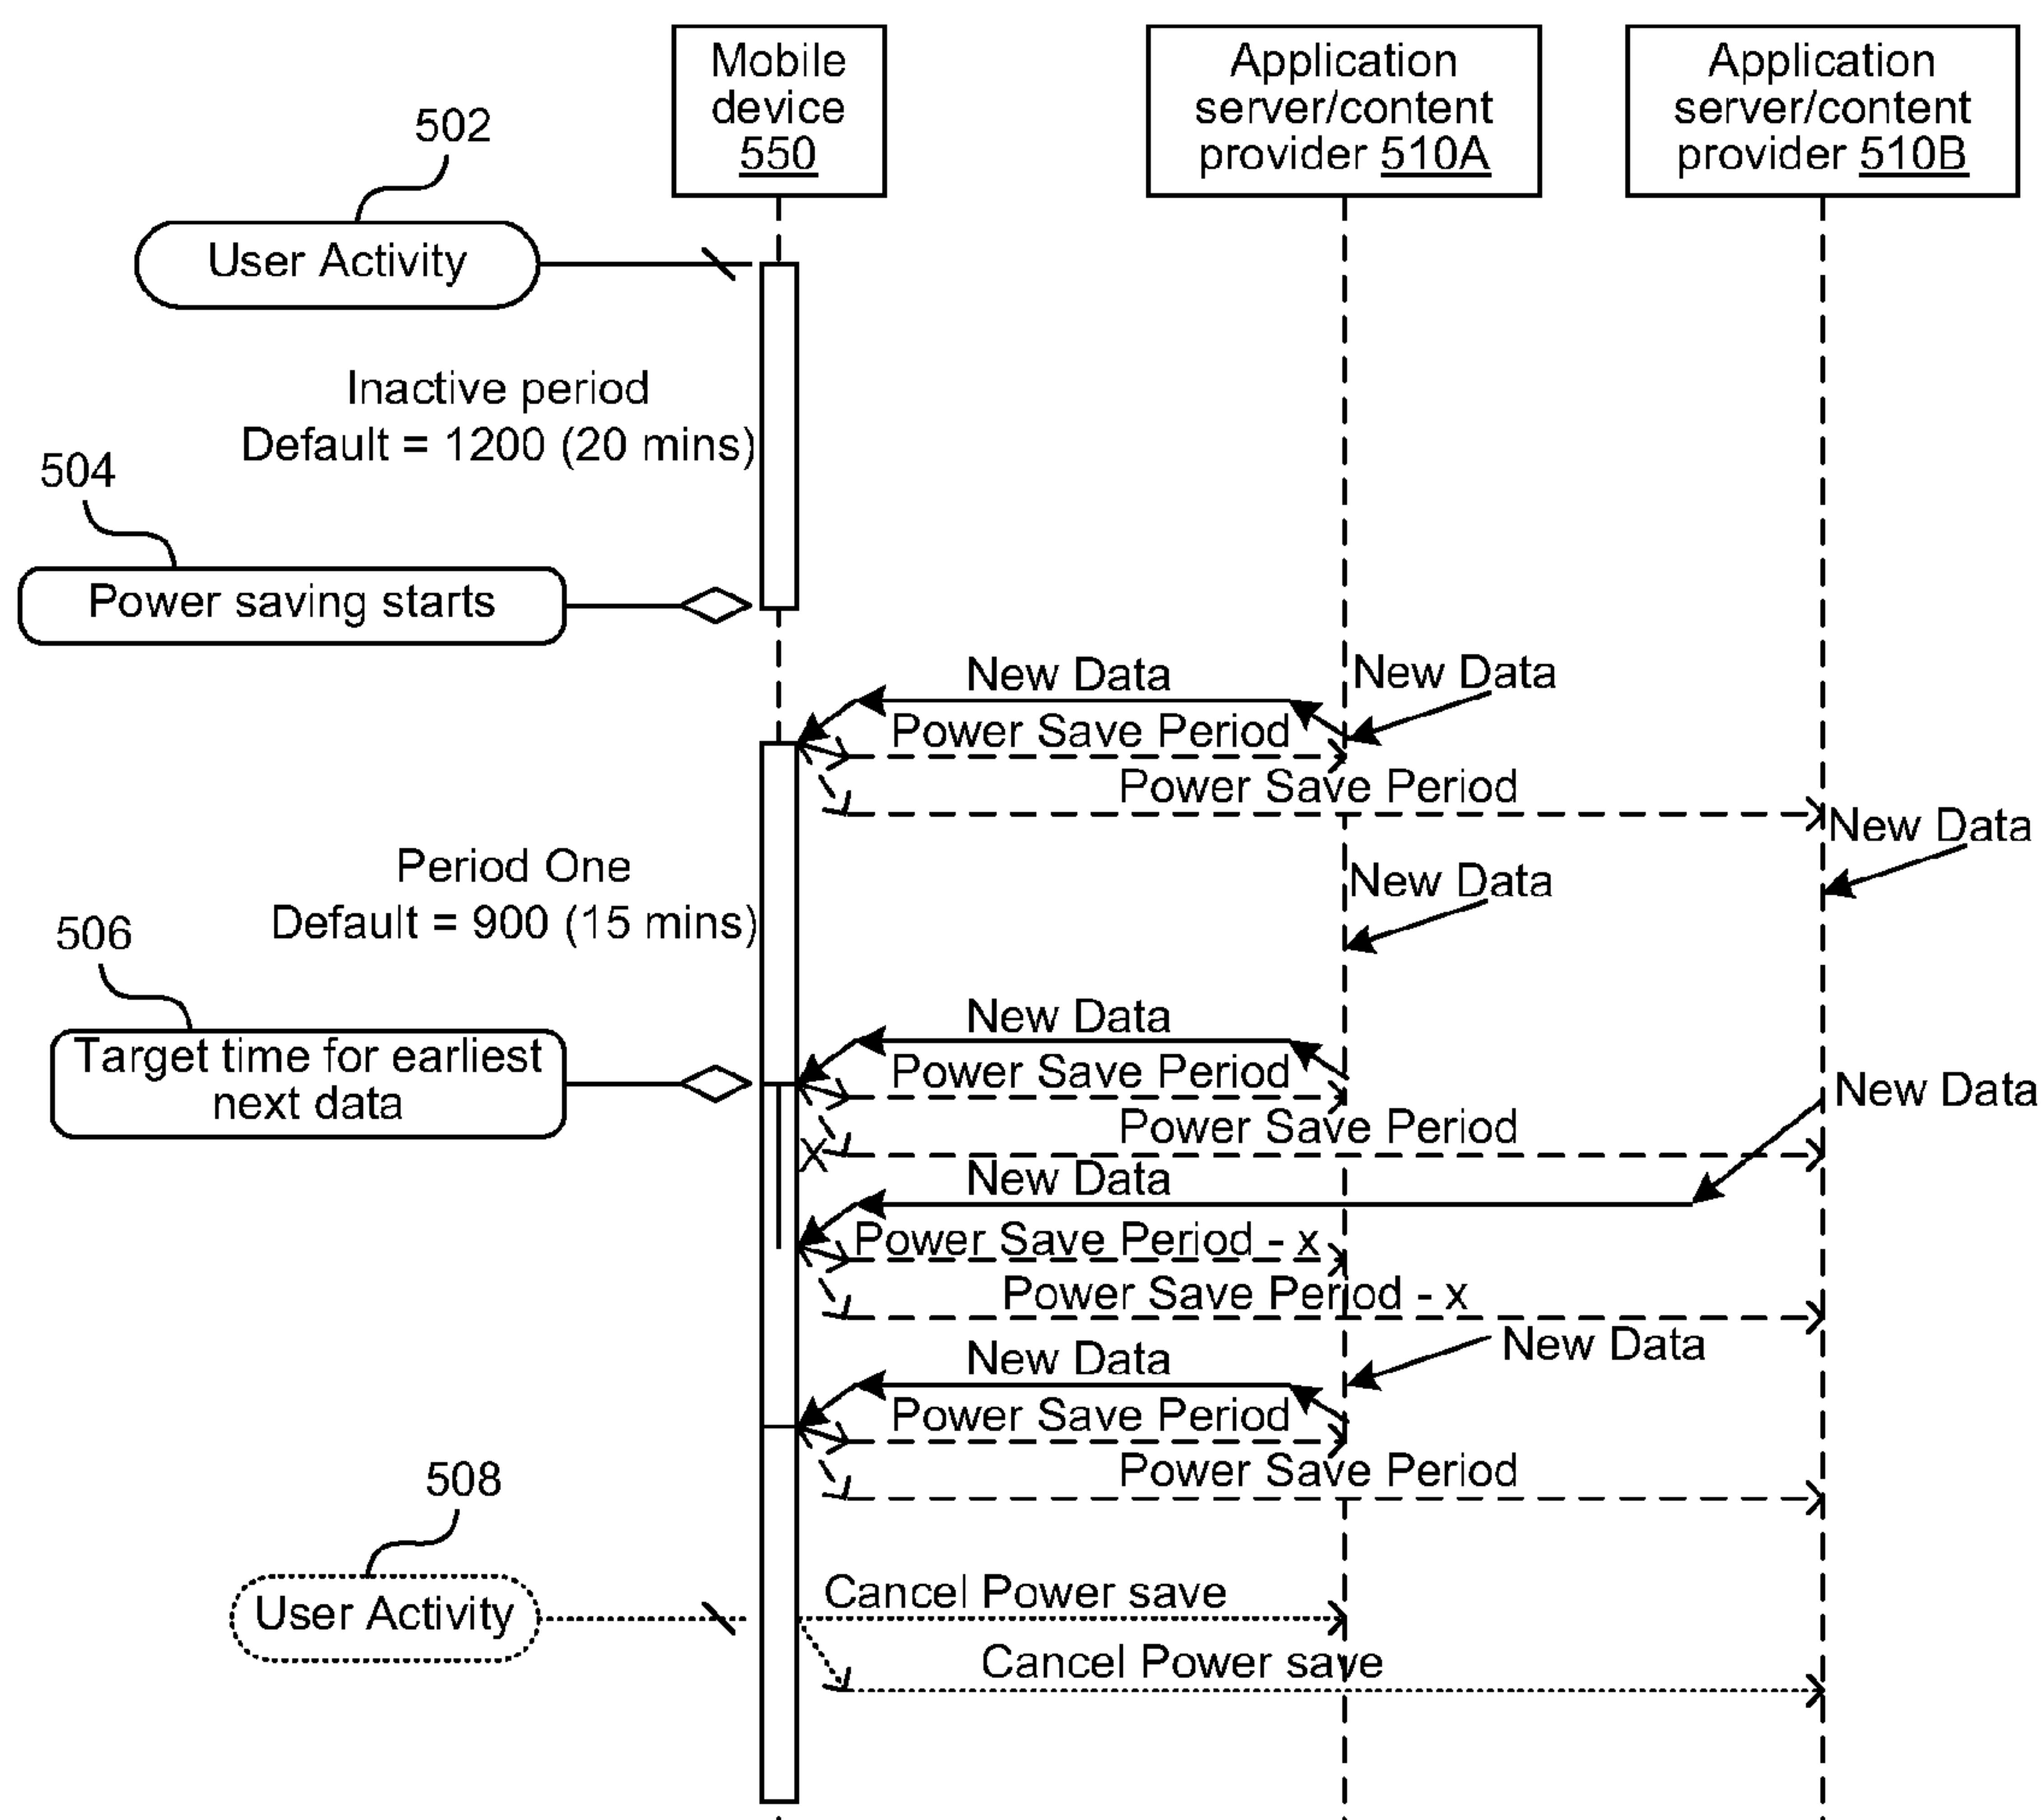 Mobile
device
550
Application
server/content
provider 510A
Application
server/content
provider 510B
502
User Activity
Inactive period
Default = 1200 (20 mins)
504
Power saving starts
New Data
New Data
Power Save Period
Power Save Period
New Data
Period One
Default = 900 (15 mins)
New Data
506
Target time for earliest
next data
New Data
Power Save Period
New Data
Power Save Period
X
New Data
Power Save Period - x
Power Save Period - x
New Data
New Data
Power Save Period
Power Save Period
508
User Activity
Cancel Power save
Cancel Power save